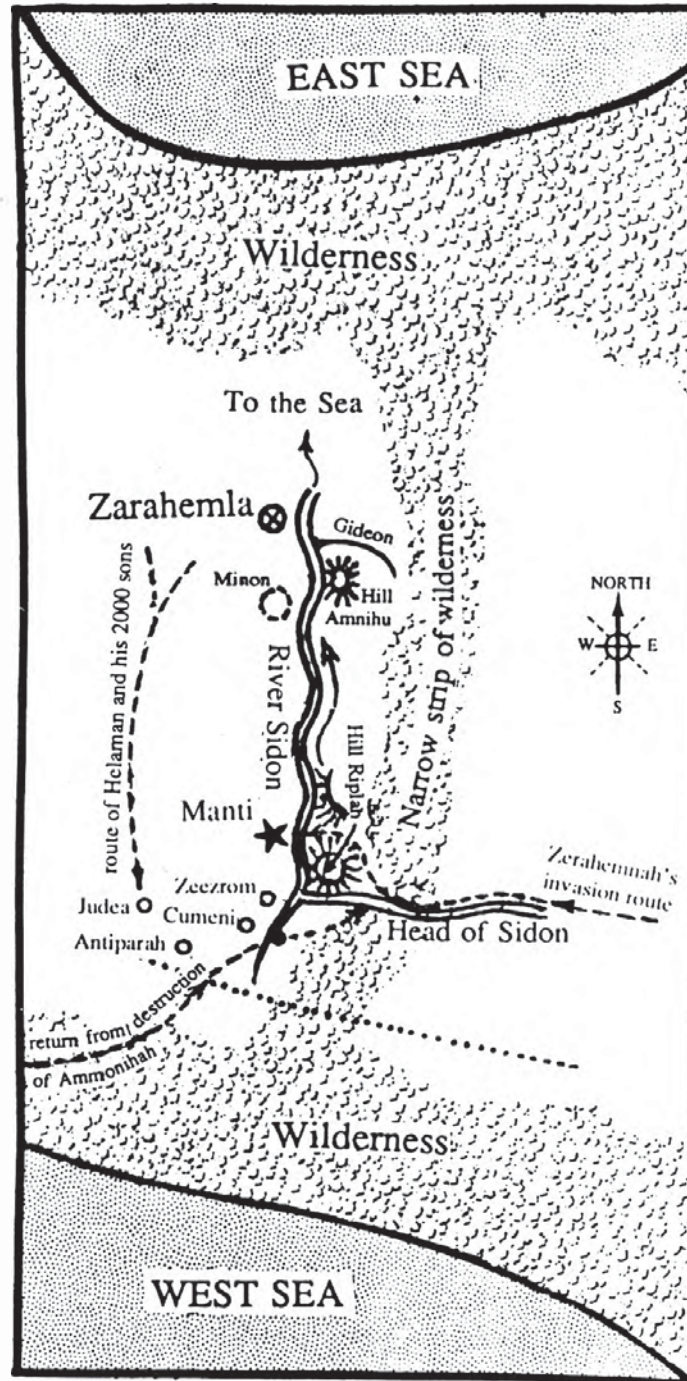 EAST SEA
Wilderness
To the Sea
Zarahemla
Gideon
Minon
Hill
Amnihu
NORTH
W
E
S
River Sidon
route of Helaman and his 2000 sons
Narrow strip of wilderness
Hill Riplah
Manti
Zeezrom
Judea
Cumeni
Antiparah
Zerahemnah's
invasion route
Head of Sidon
return from destruction
of Ammonihah
Wilderness
WEST SEA